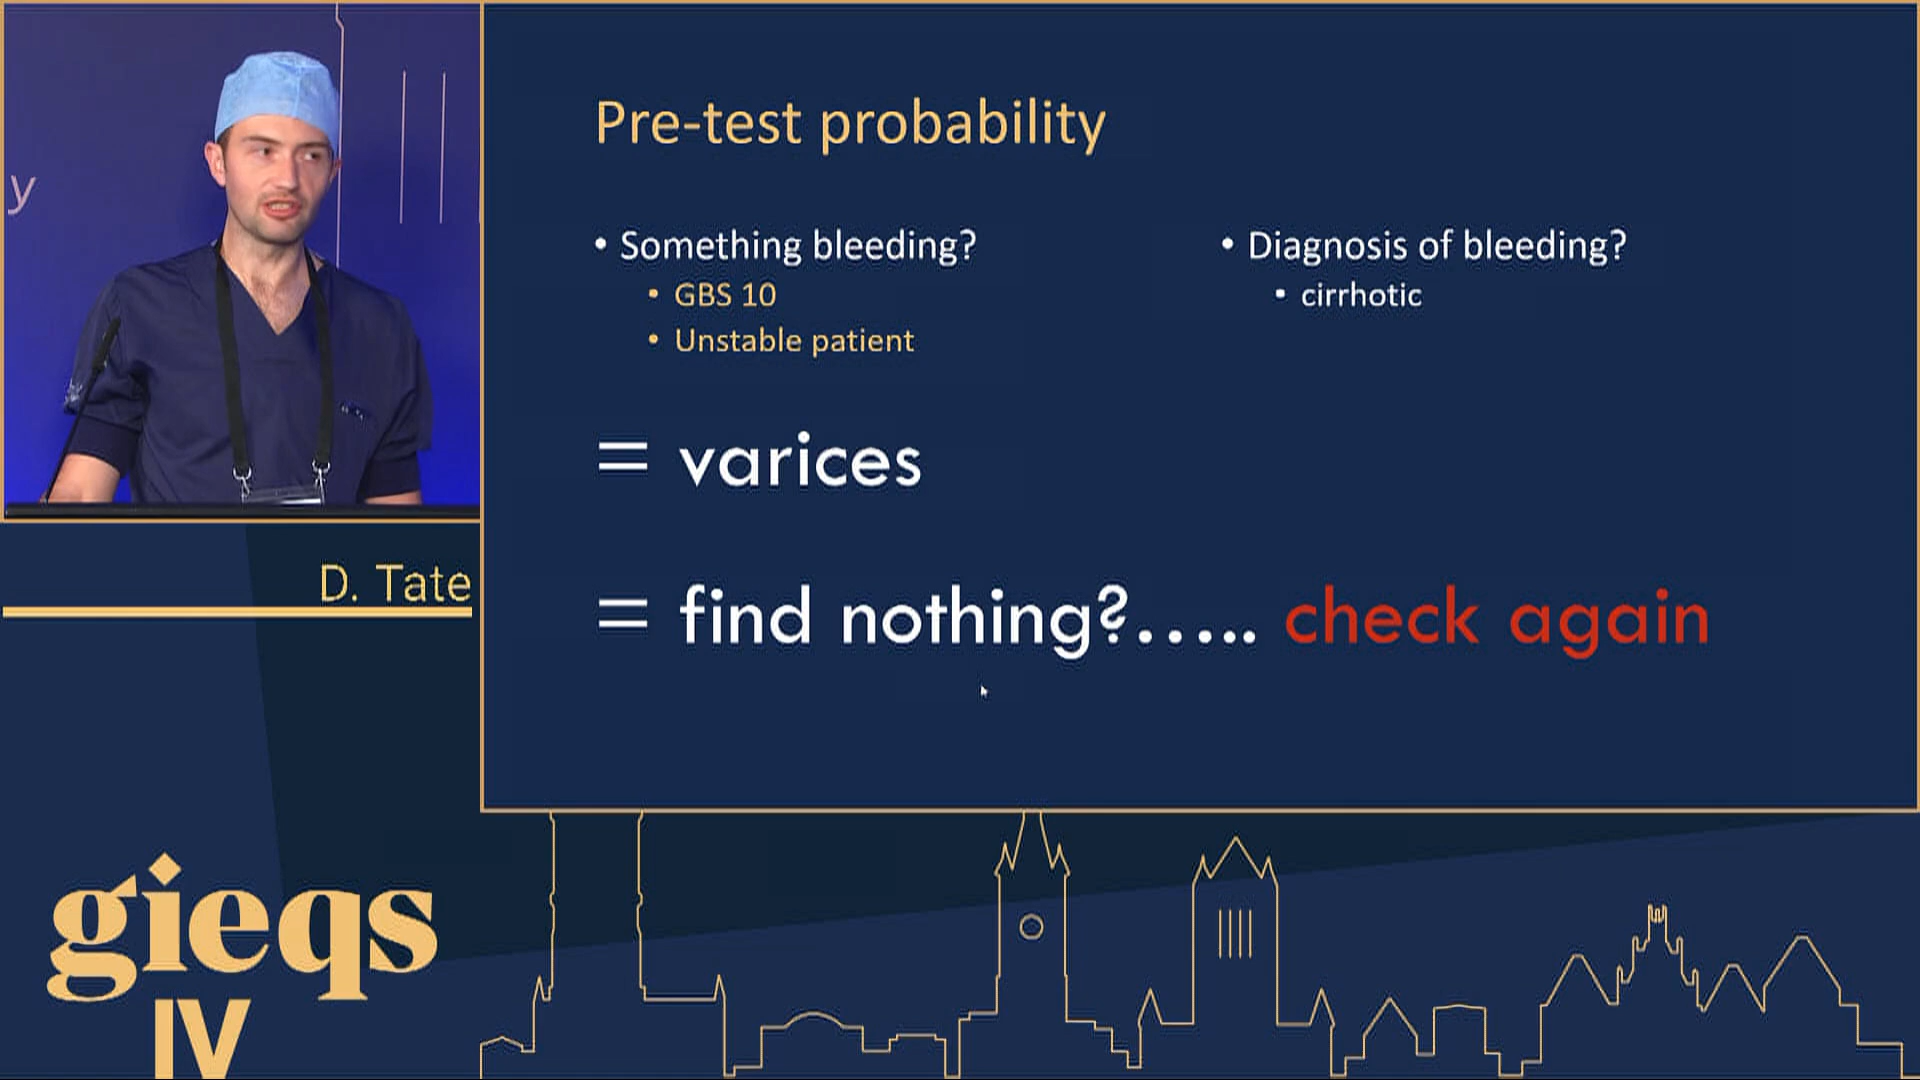 y
Pre-test probability
• Something bleeding?
• GBS 10
• Unstable patient
• Diagnosis of bleeding?
• cirrhotic
= varices
= find nothing?..... check again
D. Tate
gieqs
IV